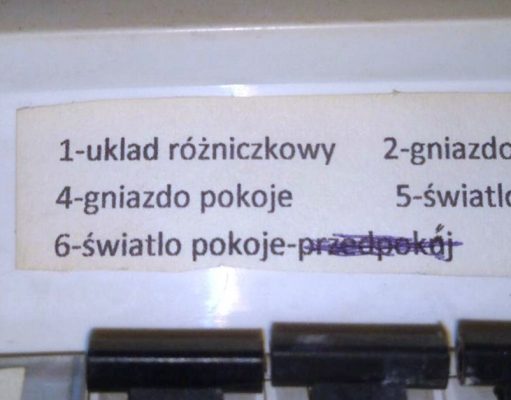 1-uklad różniczkowy 2-gniazdo
4-gniazdo pokoje 5-światlo
6-światlo pokoje-przedpokój